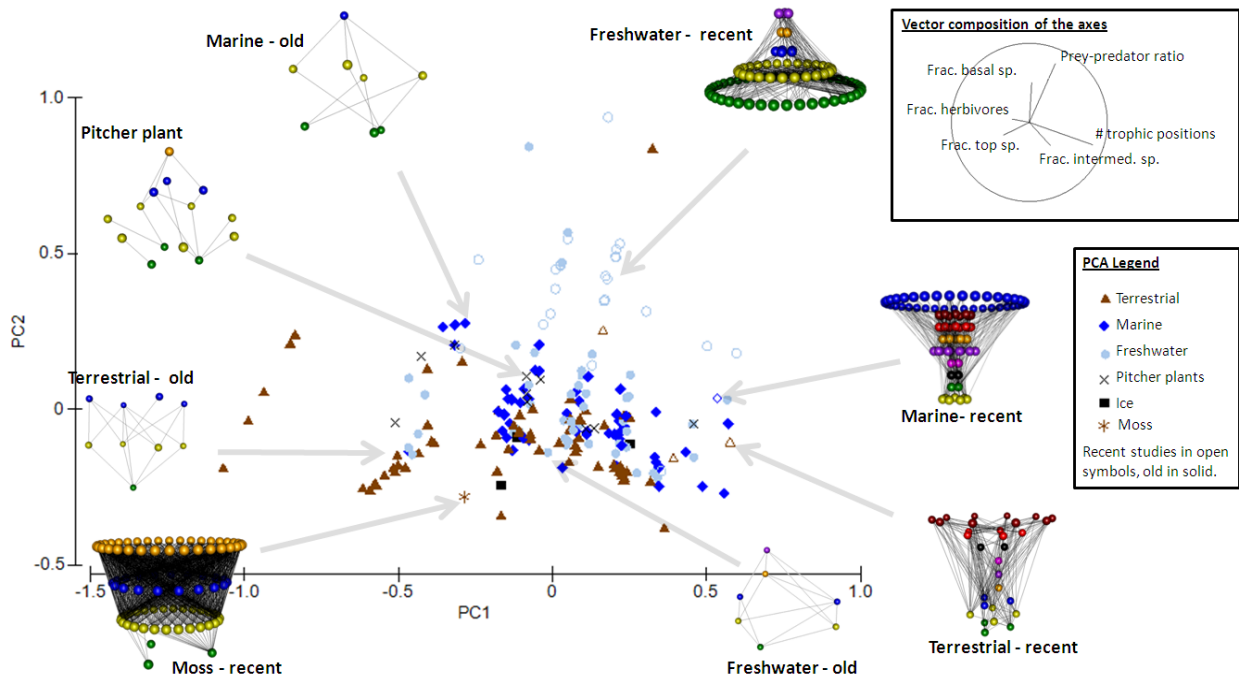 Marine - old
Freshwater - recent
Vector composition of the axes
Prey-predator ratio
Frac. basal sp.
Frac. herbivores
# trophic positions
Frac. top sp.
Frac. intermed. sp.
Pitcher plant
1.0
0.5
0
-0.5
PC2
-1.5
-1.0
-0.5
0
0.5
1.0
PC1
Terrestrial - old
Moss - recent
Freshwater - old
Marine- recent
Terrestrial - recent
PCA Legend
Terrestrial
Marine
Freshwater
Pitcher plants
Ice
Moss
Recent studies in open
symbols, old in solid.